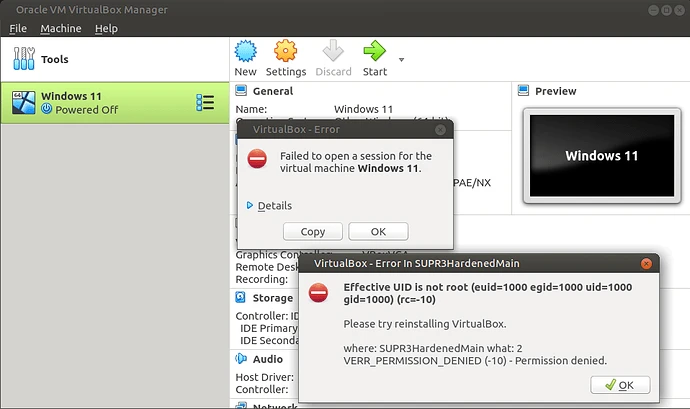 Oracle VM VirtualBox Manager
File Machine Help
Tools
New Settings Discard Start
64
Windows 11
Powered Off
General
Name: Windows 11
Preview
Windows 11
VirtualBox - Error
Failed to open a session for the
virtual machine Windows 11.
Details
Copy OK
PAE/NX
Remote Desk
Recording:
VirtualBox - Error In SUPR3HardenedMain
Effective UID is not root (euid=1000 egid=1000 uid=1000
gid=1000) (rc=-10)
Please try reinstalling VirtualBox.
where: SUPR3HardenedMain what: 2
VERR_PERMISSION_DENIED (-10) - Permission denied.
OK
Storage
Controller: ID
IDE Primary
IDE Seconda
Audio
Host Driver:
Controller: